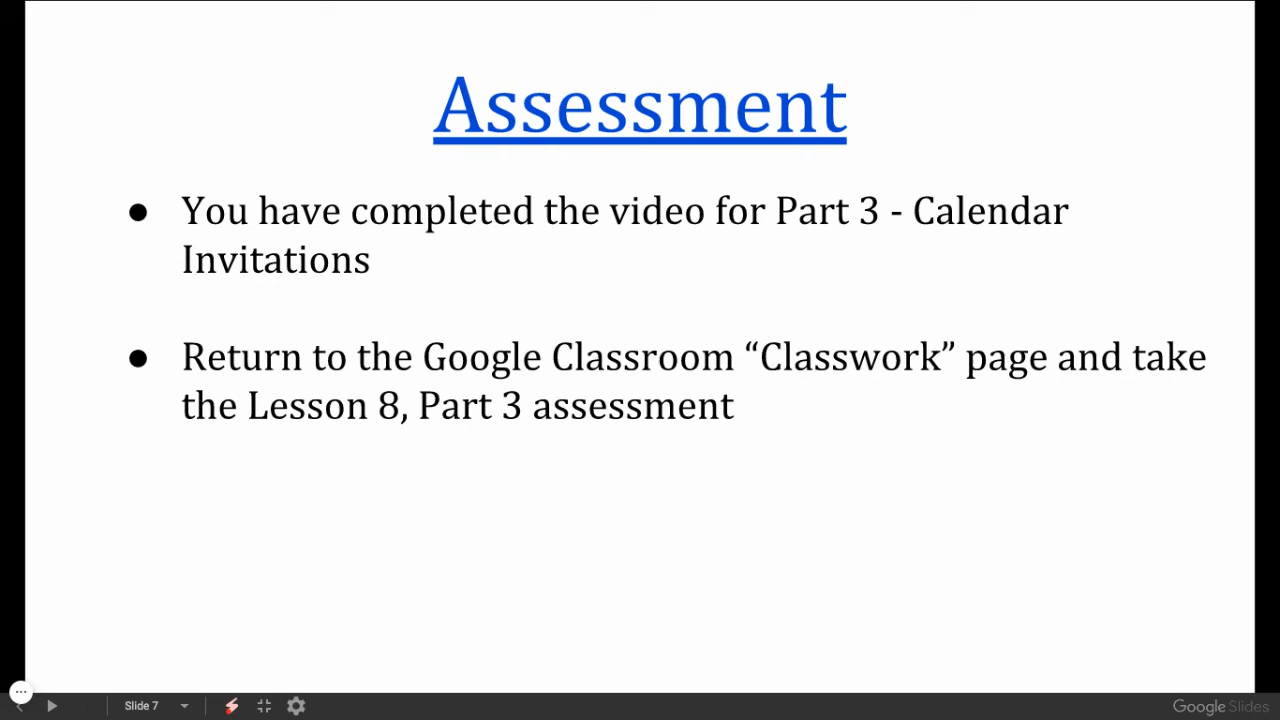 Assessment
● You have completed the video for Part 3 - Calendar
Invitations
● Return to the Google Classroom “Classwork” page and take
the Lesson 8, Part 3 assessment
Slide 7
Google Slides